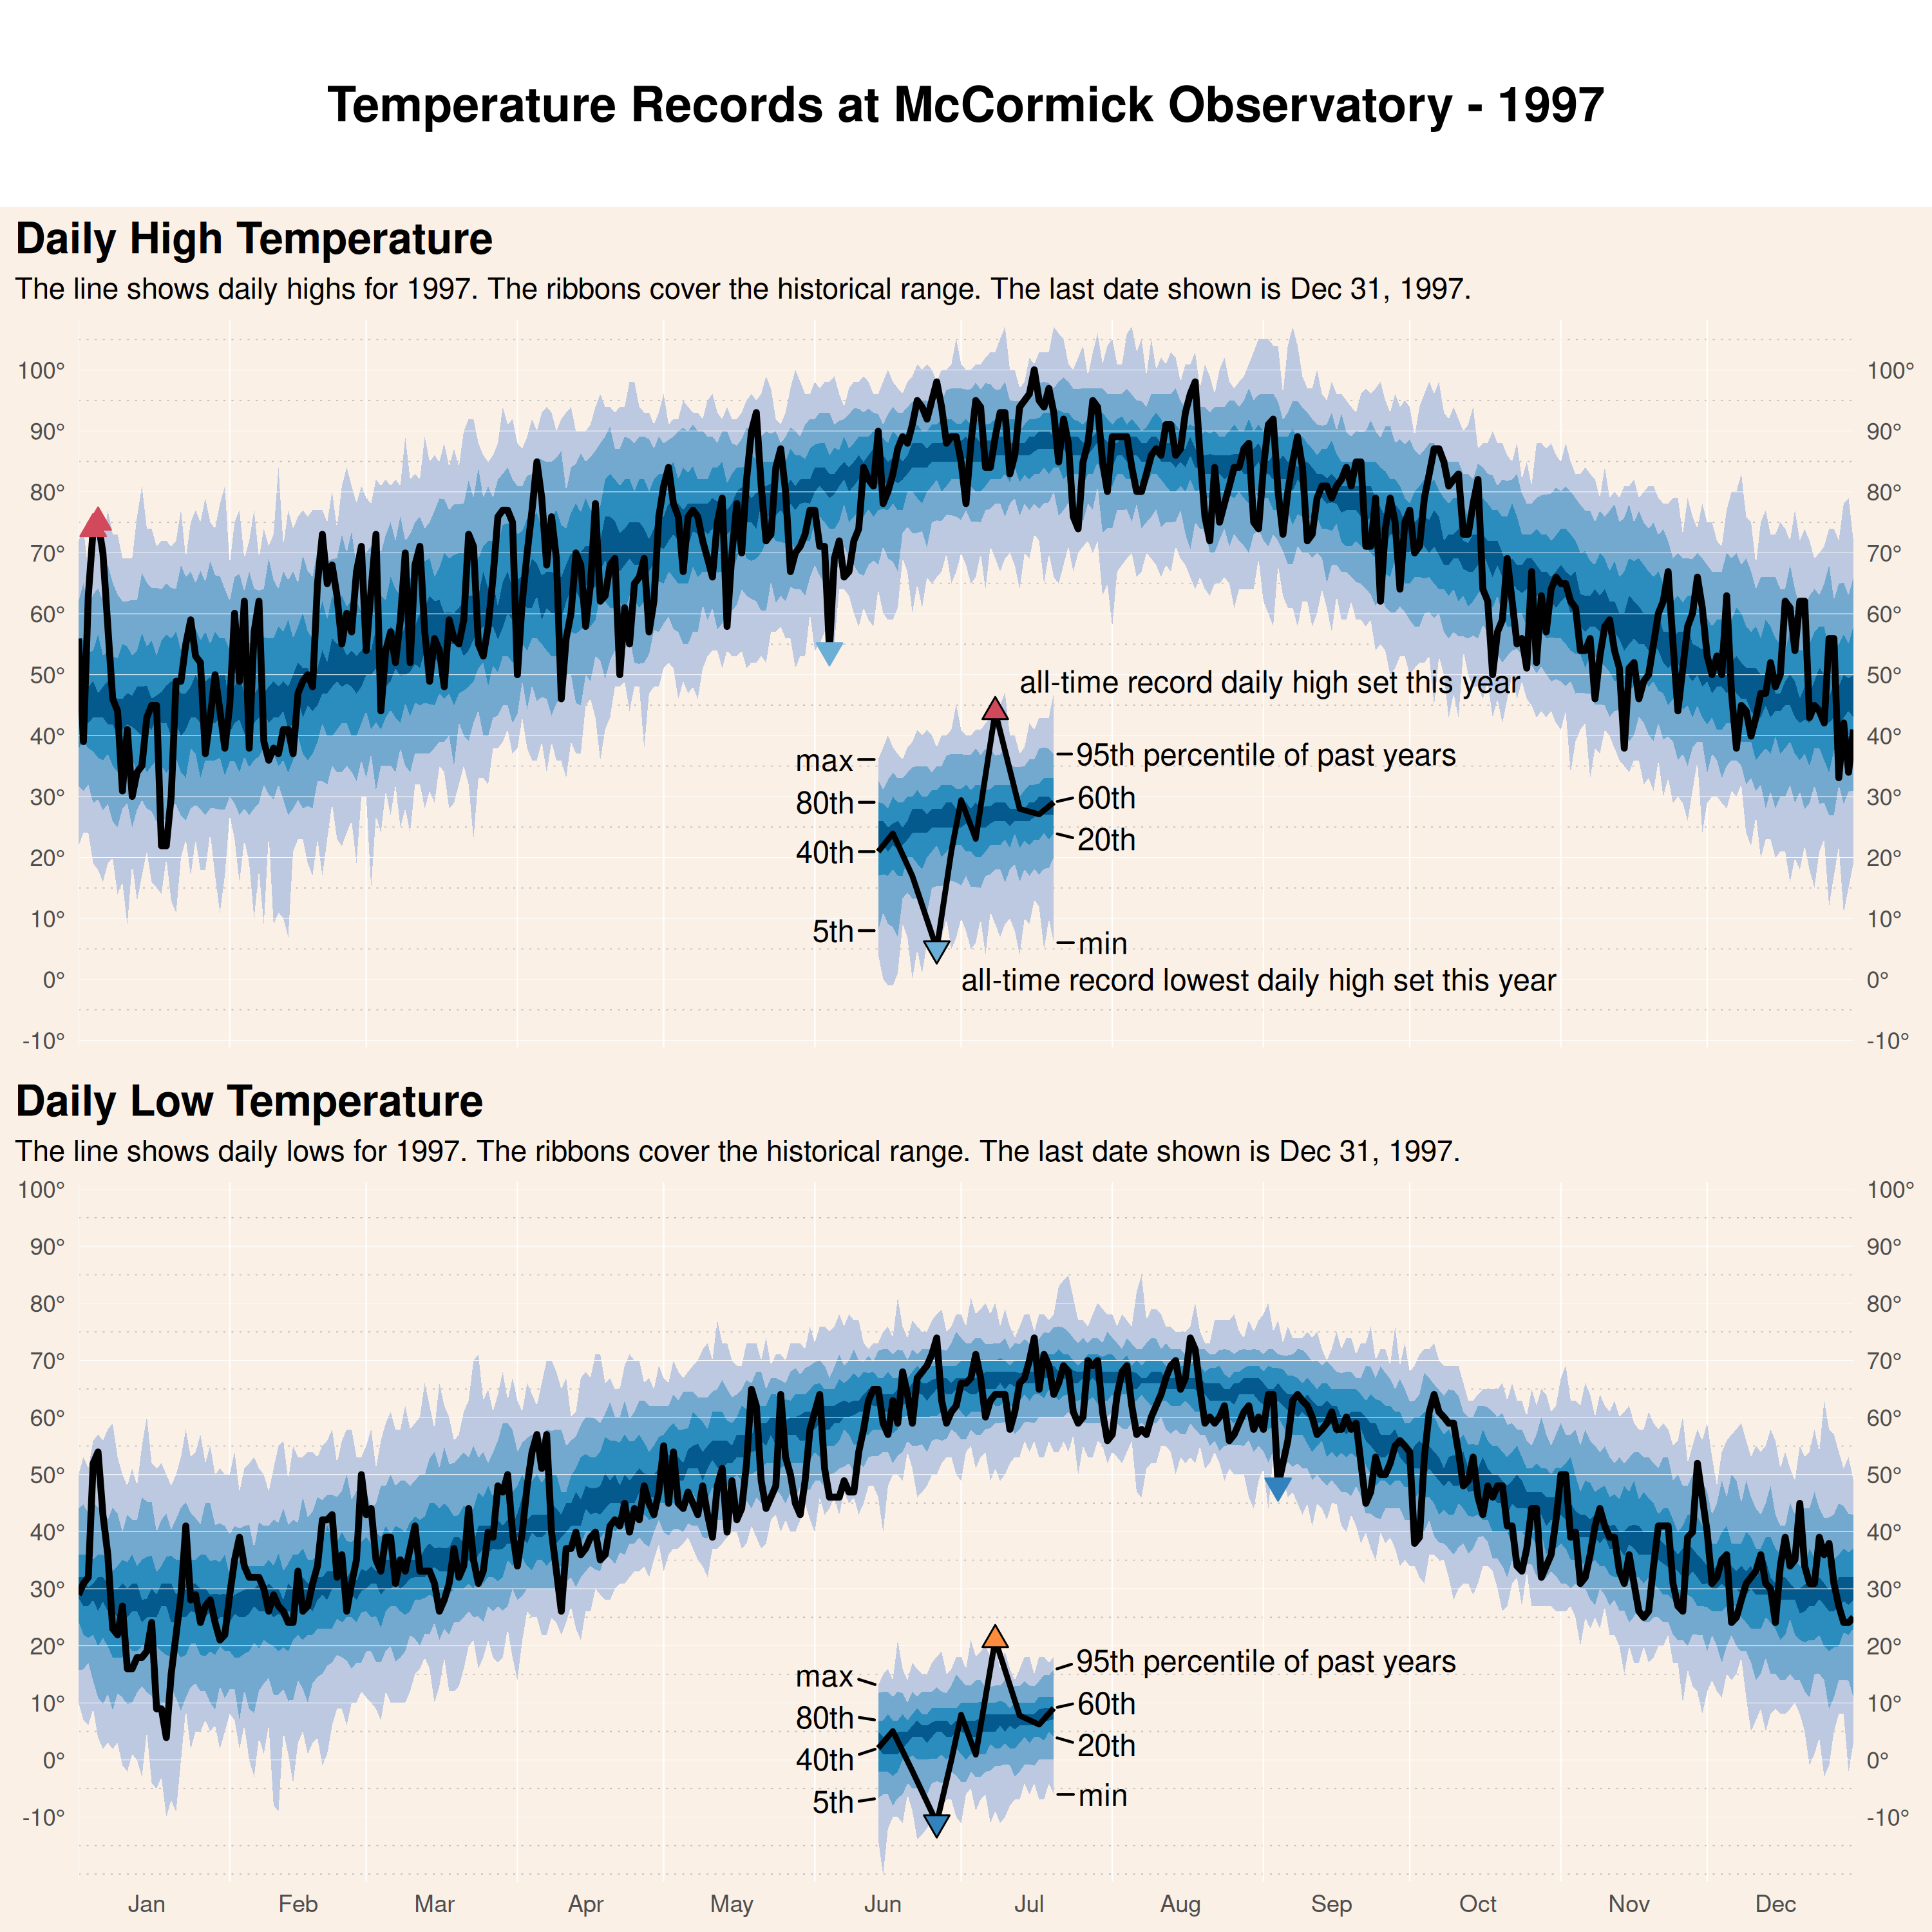 Temperature Records at McCormick Observatory - 1997
Daily High Temperature
The line shows daily highs for 1997. The ribbons cover the historical range. The last date shown is Dec 31, 1997.
100° 100°
90° 90°
80° 80°
70° 70°
60° 60°
50° all-time record daily high set this year 50°
40° 40°
max 95th percentile of past years
30° 80th 60th 30°
20° 40th 20th 20°
10° 10°
5th min
0° all-time record lowest daily high set this year 0°
-10° -10°
Daily Low Temperature
The line shows daily lows for 1997. The ribbons cover the historical range. The last date shown is Dec 31, 1997.
100° 100°
90° 90°
80° 80°
70° 70°
60° 60°
50° 50°
40° 40°
30° 30°
20° 20°
max 95th percentile of past years
10° 10°
80th 60th
0° 40th 20th 0°
5th min
-10° -10°
Jan Feb Mar Apr May Jun Jul Aug Sep Oct Nov Dec